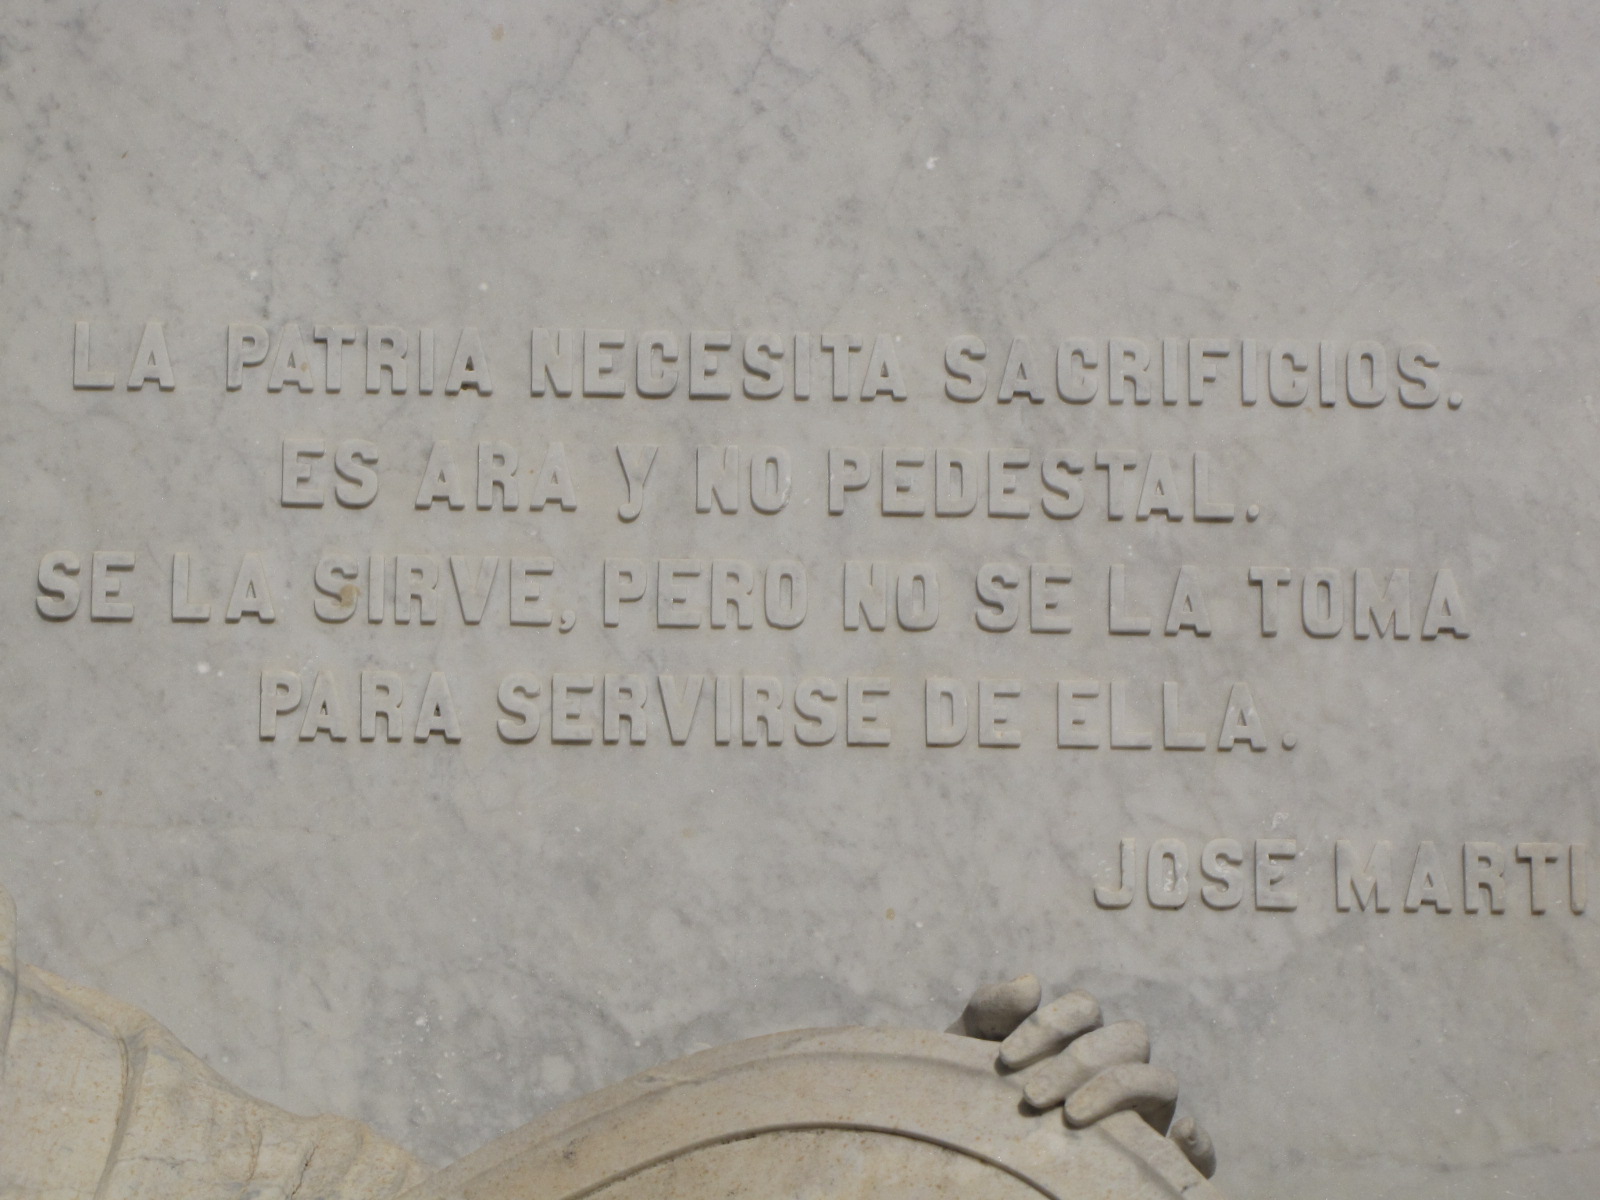 LA PATRIA NECESITA SACRIFICIOS.
ES ARA Y NO PEDESTAL.
SE LA SIRVE, PERO NO SE LA TOMA
PARA SERVIRSE DE ELLA.
JOSE MARTI